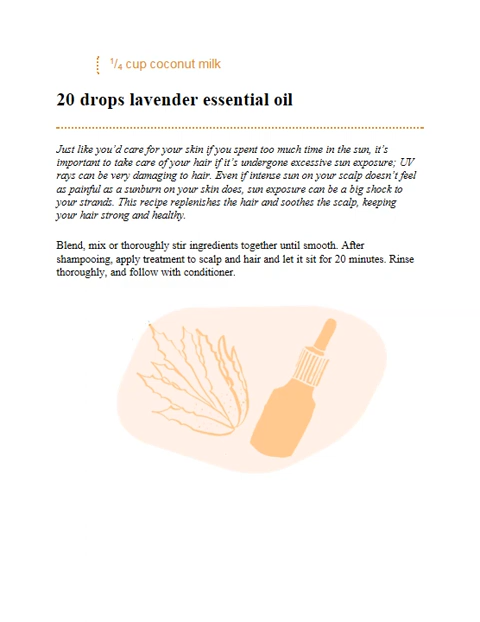 ¼ cup coconut milk
20 drops lavender essential oil
Just like you'd care for your skin if you spent too much time in the sun, it's
important to take care of your hair if it's undergone excessive sun exposure; UV
rays can be very damaging to hair. Even if intense sun on your scalp doesn't feel
as painful as a sunburn on your skin does, sun exposure can be a big shock to
your strands. This recipe replenishes the hair and soothes the scalp, keeping
your hair strong and healthy.
Blend, mix or thoroughly stir ingredients together until smooth. After
shampooing, apply treatment to scalp and hair and let it sit for 20 minutes. Rinse
thoroughly, and follow with conditioner.